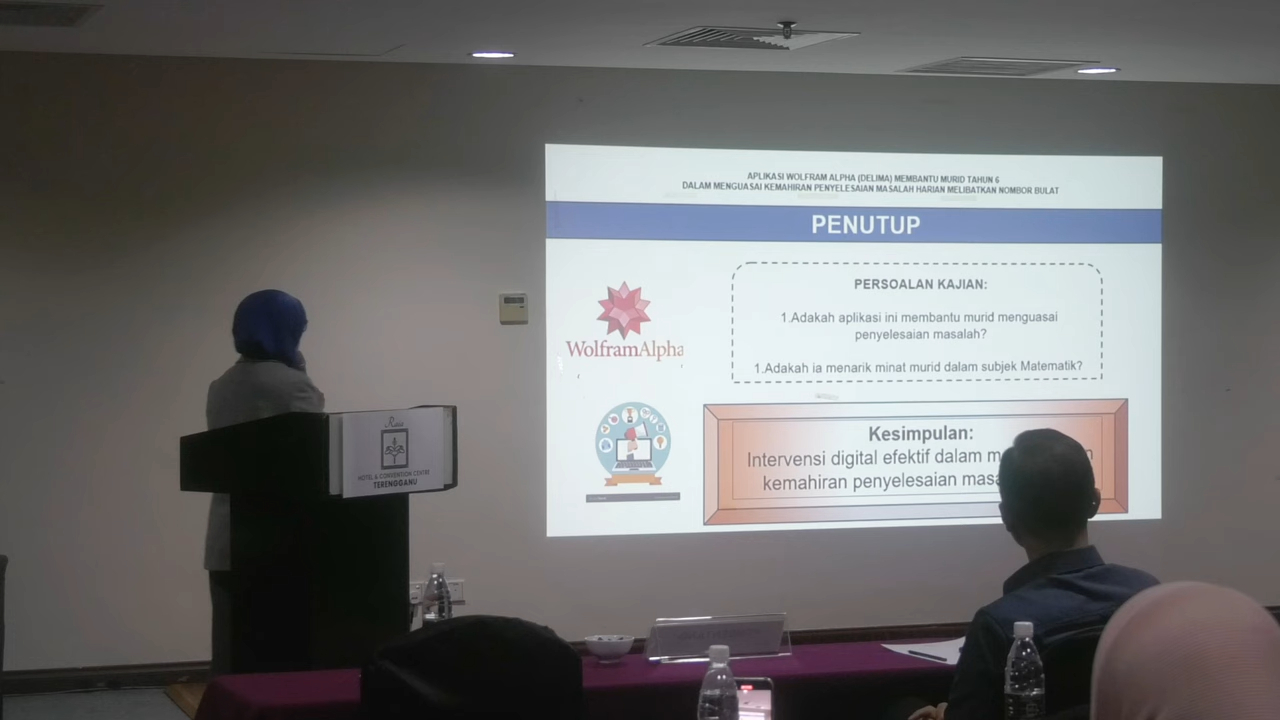 APLIKASI WOLFRAM ALPHA (DELIMA) MEMBANTU MURID TAHUN 6
DALAM MENGUASAI KEMAHIRAN PENYELESAIAN MASALAH HARIAN MELIBATKAN NOMBOR BULAT
PENUTUP
PERSOALAN KAJIAN:
1.Adakah aplikasi ini membantu murid menguasai
penyelesaian masalah?
1.Adakah ia menarik minat murid dalam subjek Matematik?
WolframAlpha
Kesimpulan:
Intervensi digital efektif dalam
kemahiran penyelesaian
HOTEL & CONVENTION CENTRE
TERENGGANU